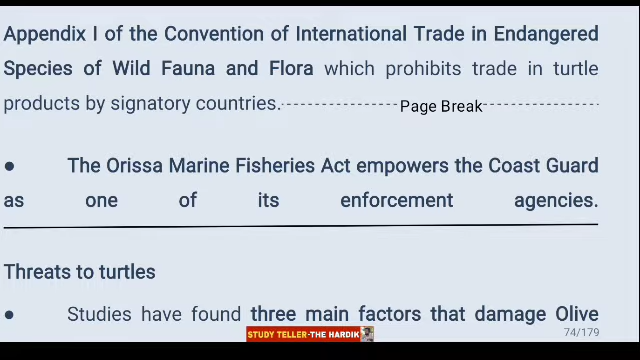 Appendix I of the Convention of International Trade in Endangered
Species of Wild Fauna and Flora which prohibits trade in turtle
products by signatory countries. Page Break
● The Orissa Marine Fisheries Act empowers the Coast Guard
as one of its enforcement agencies.
Threats to turtles
● Studies have found three main factors that damage Olive
STUDY TELLER-THE HARDIK
74/179